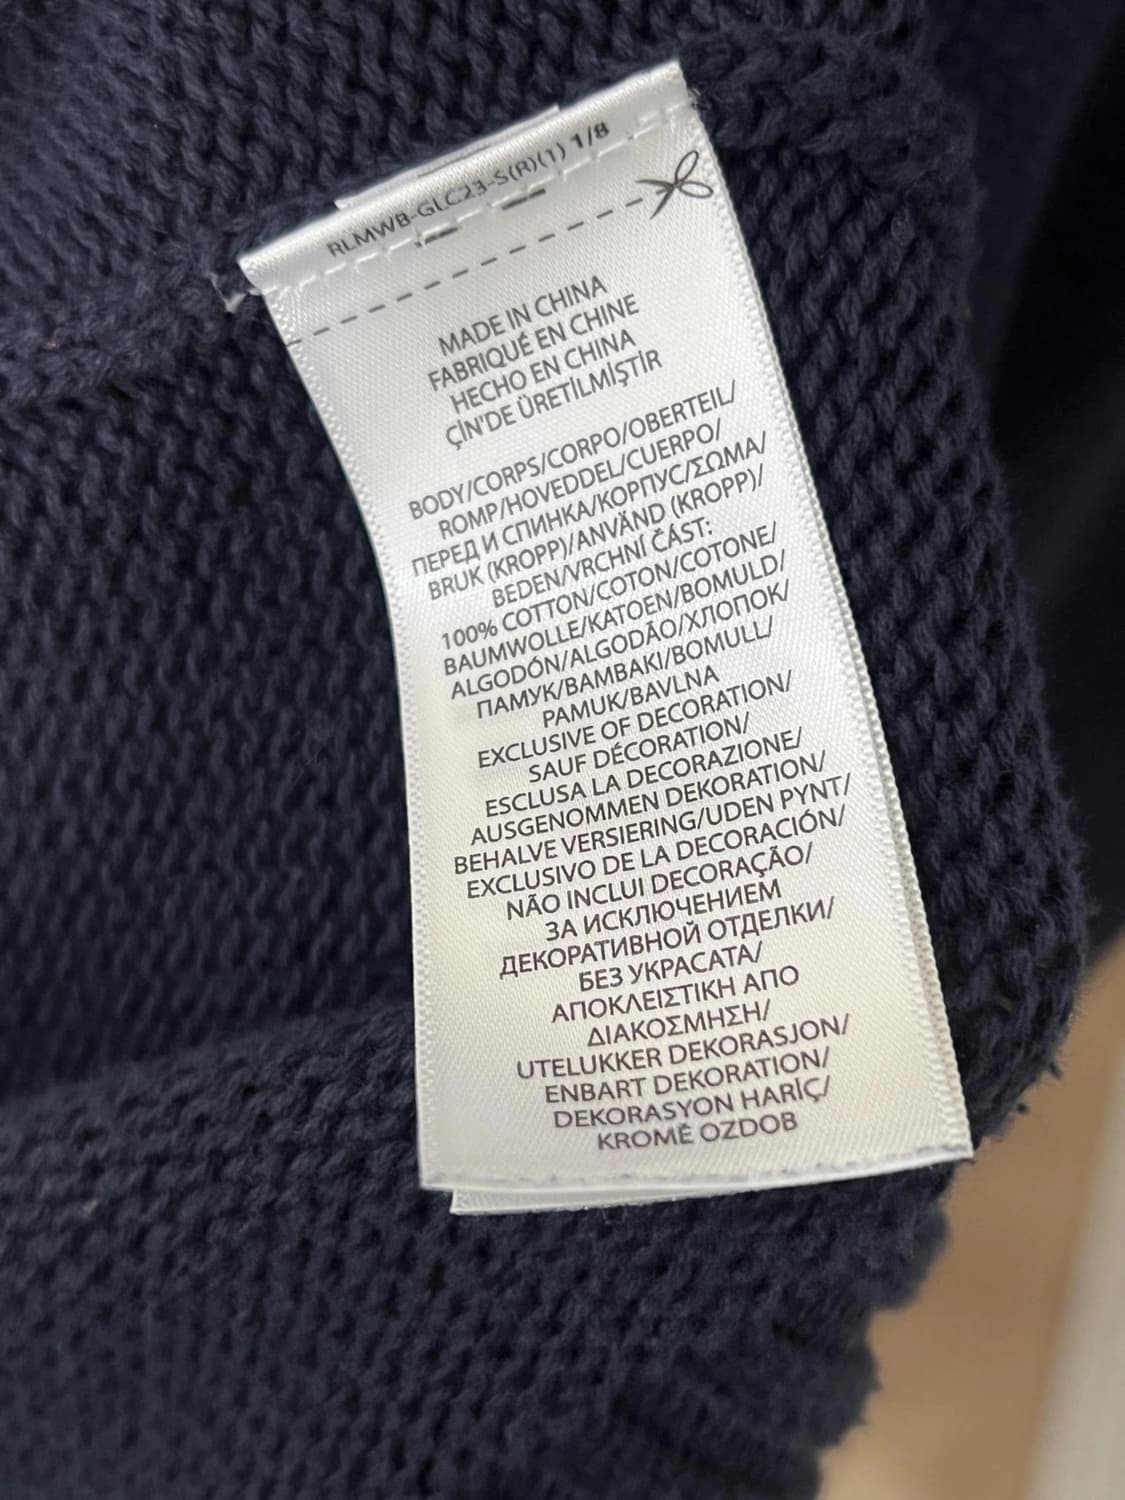 RLMWB-GLC23-S(R)(1) 1/8
MADE IN CHINA
FABRIQUÉ EN CHINE
HECHO EN CHINA
ÇİN'DE ÜRETİLMİŞTİR
BODY/CORPS/CORPO/OBERTEIL/
ROMP/HOVEDDEL/CUERPO/
ПЕРЕД И СПИНКА/КОРПУС/ΣΩΜΑ/
BRUK (KROPP)/ANVÄND (KROPP)/
BEDEN/VRCHNÍ ČÁST:
100% COTTON/COTON/COTONE/
BAUMWOLLE/KATOEN/BOMULD/
ALGODÓN/ALGODÃO/ХЛОПОК/
ПАМУК/ΒΑΜΒΑΚΙ/BOMULL/
PAMUK/BAVLNA
EXCLUSIVE OF DECORATION/
SAUF DÉCORATION/
ESCLUSA LA DECORAZIONE/
AUSGENOMMEN DEKORATION/
BEHALVE VERSIERING/UDEN PYNT/
EXCLUSIVO DE LA DECORACIÓN/
NÃO INCLUI DECORAÇÃO/
ЗА ИСКЛЮЧЕНИЕМ
ДЕКОРАТИВНОЙ ОТДЕЛКИ/
БЕЗ УКРАСАТА/
ΑΠΟΚΛΕΙΣΤΙΚΗ ΑΠΟ
ΔΙΑΚΟΣΜΗΣΗ/
UTELUKKER DEKORASJON/
ENBART DEKORATION/
DEKORASYON HARİÇ/
KROMĚ OZDOB